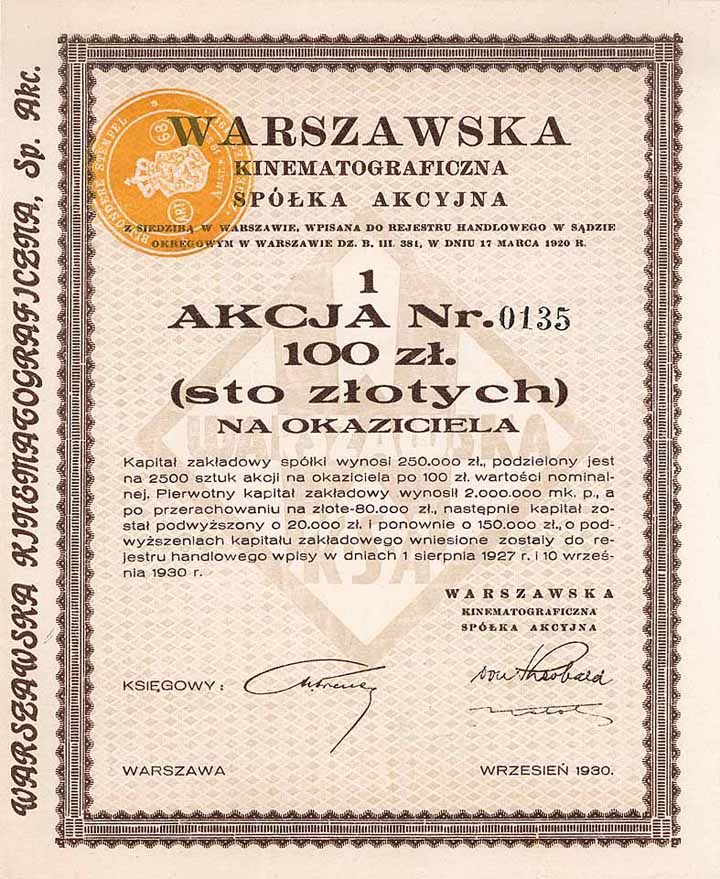 WARSZAWSKA KINEMATOGRAFICZNA, Sp. Akc.
WARSZAWSKA
KINEMATOGRAFICZNA
SPÓŁKA AKCYJNA
Z SIEDZIBĄ W WARSZAWIE, WPISANA DO REJESTRU HANDLOWEGO W SĄDZIE
OKRĘGOWYM W WARSZAWIE DZ. B. III. 381, W DNIU 17 MARCA 1920 R.
1
AKCJA Nr. 0135
100 zł.
(sto złotych)
NA OKAZICIELA
Kapitał zakładowy spółki wynosi 250.000 zł., podzielony jest
na 2500 sztuk akcji na okaziciela po 100 zł. wartości nominal-
nej. Pierwotny kapitał zakładowy wynosił 2.000.000 mk. p., a
po przerachowaniu na złote-80.000 zł., następnie kapitał zo-
stał podwyższony o 20.000 zł. i ponownie o 150.000 zł., o pod-
wyższeniach kapitału zakładowego wniesione zostały do re-
jestru handlowego wpisy w dniach 1 sierpnia 1927 r. i 10 wrześ-
nia 1930 r.
WARSZAWSKA
KINEMATOGRAFICZNA
SPÓŁKA AKCYJNA
KSIĘGOWY:
WARSZAWA
WRZESIEŃ 1930.
STEMPEL
68
WARSZAWSKA